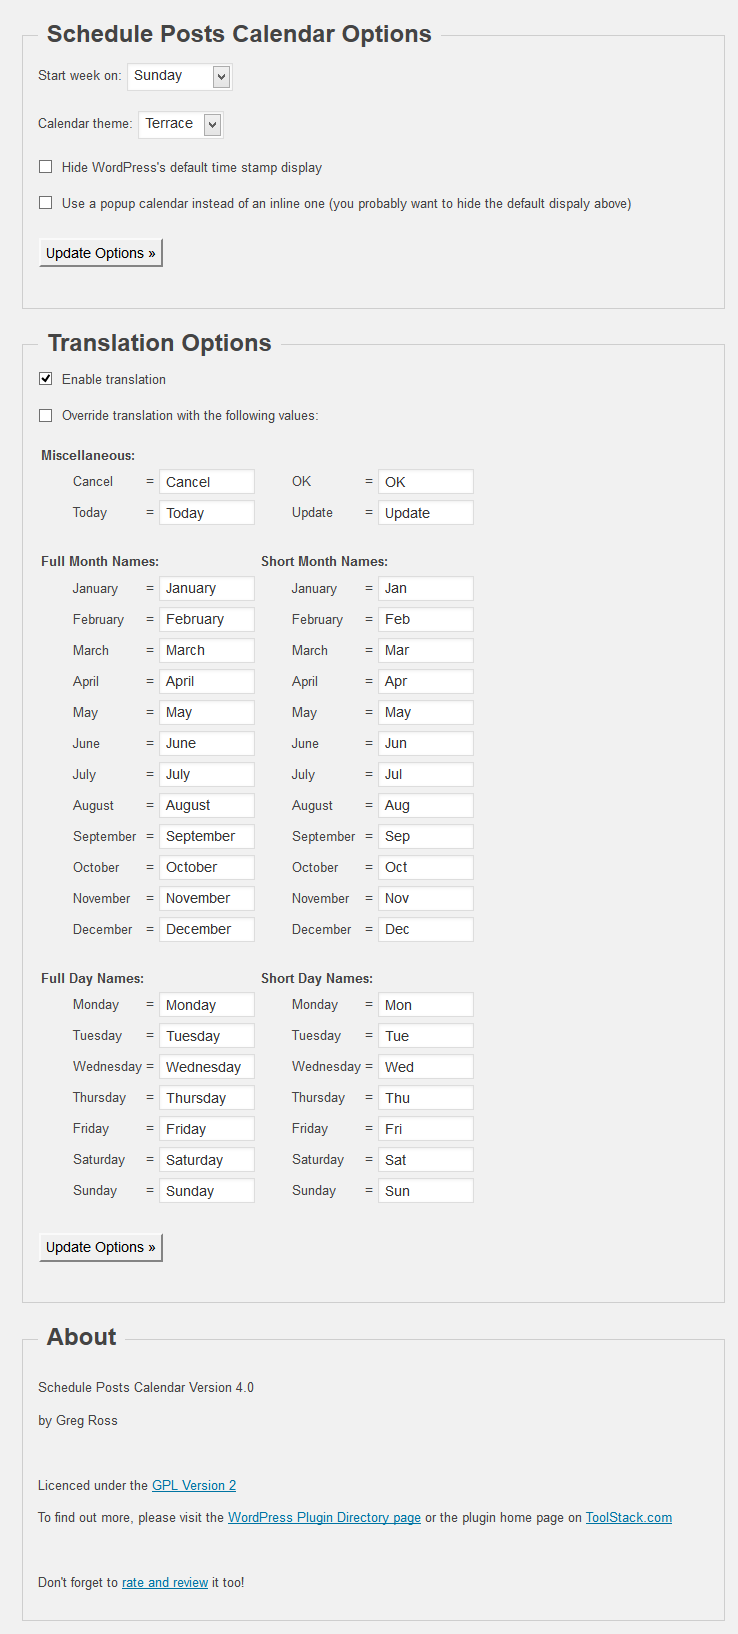 Schedule Posts Calendar Options
Start week on: Sunday
Calendar theme: Terrace
Hide WordPress's default time stamp display
Use a popup calendar instead of an inline one (you probably want to hide the default dispaly above)
Update Options »
Translation Options
Enable translation
Override translation with the following values:
Miscellaneous:
Cancel = Cancel OK = OK
Today = Today Update = Update
Full Month Names: Short Month Names:
January = January January = Jan
February = February February = Feb
March = March March = Mar
April = April April = Apr
May = May May = May
June = June June = Jun
July = July July = Jul
August = August August = Aug
September = September September = Sep
October = October October = Oct
November = November November = Nov
December = December December = Dec
Full Day Names: Short Day Names:
Monday = Monday Monday = Mon
Tuesday = Tuesday Tuesday = Tue
Wednesday = Wednesday Wednesday = Wed
Thursday = Thursday Thursday = Thu
Friday = Friday Friday = Fri
Saturday = Saturday Saturday = Sat
Sunday = Sunday Sunday = Sun
Update Options »
About
Schedule Posts Calendar Version 4.0
by Greg Ross
Licenced under the GPL Version 2
To find out more, please visit the WordPress Plugin Directory page or the plugin home page on ToolStack.com
Don't forget to rate and review it too!